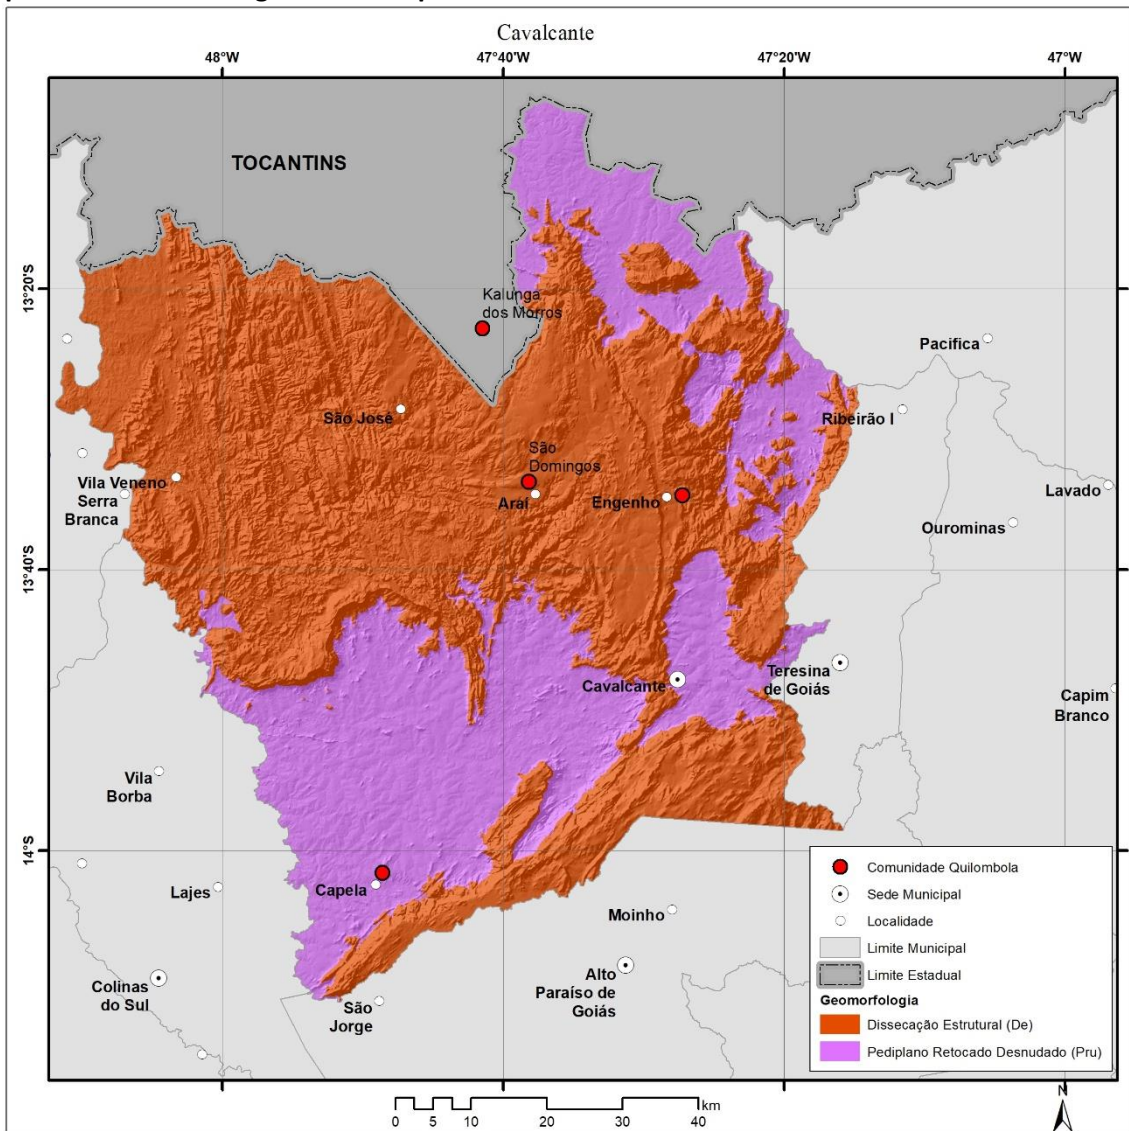 Cavalcante
48°W
47°40'W
47°20'W
47°W
TOCANTINS
13°20'S
Kalunga
dos Morros
Pacifica
São José
Ribeirão I
São
Domingos
Vila Veneno
Serra
Branca
Araí
Engenho
Lavado
Ourominas
13°40'S
Teresina
de Goiás
Cavalcante
Capim
Branco
Vila
Borba
14°S
Capela
Lajes
Moinho
Colinas
do Sul
Alto
Paraíso de
Goiás
São
Jorge
Comunidade Quilombola
Sede Municipal
Localidade
Limite Municipal
Limite Estadual
Geomorfologia
Dissecação Estrutural (De)
Pediplano Retocado Desnudado (Pru)
km
0 5 10 20 30 40
N